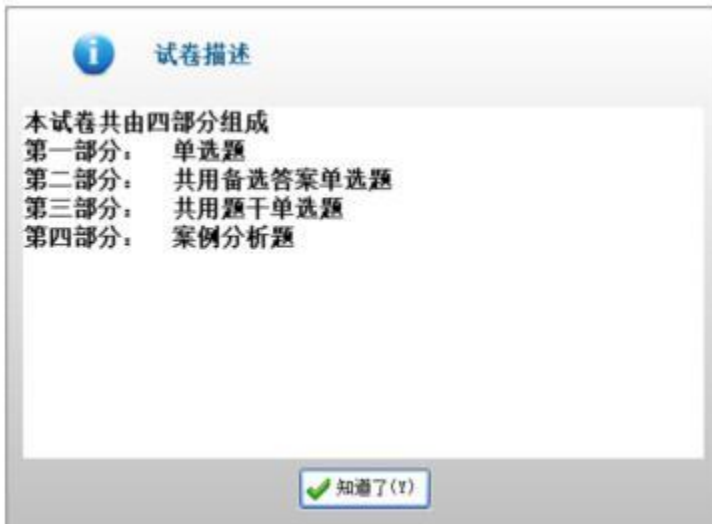 试卷描述
本试卷共由四部分组成
第一部分： 单选题
第二部分： 共用备选答案单选题
第三部分： 共用题干单选题
第四部分： 案例分析题
知道了(Y)